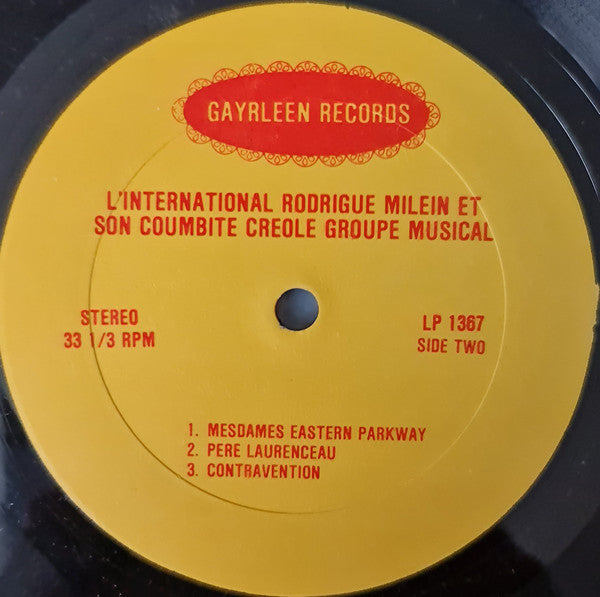 GAYRLEEN RECORDS
L'INTERNATIONAL RODRIGUE MILEIN ET
SON COUMBITE CREOLE GROUPE MUSICAL
STEREO
33 1/3 RPM
LP 1367
SIDE TWO
1. MESDAMES EASTERN PARKWAY
2. PERE LAURENCEAU
3. CONTRAVENTION